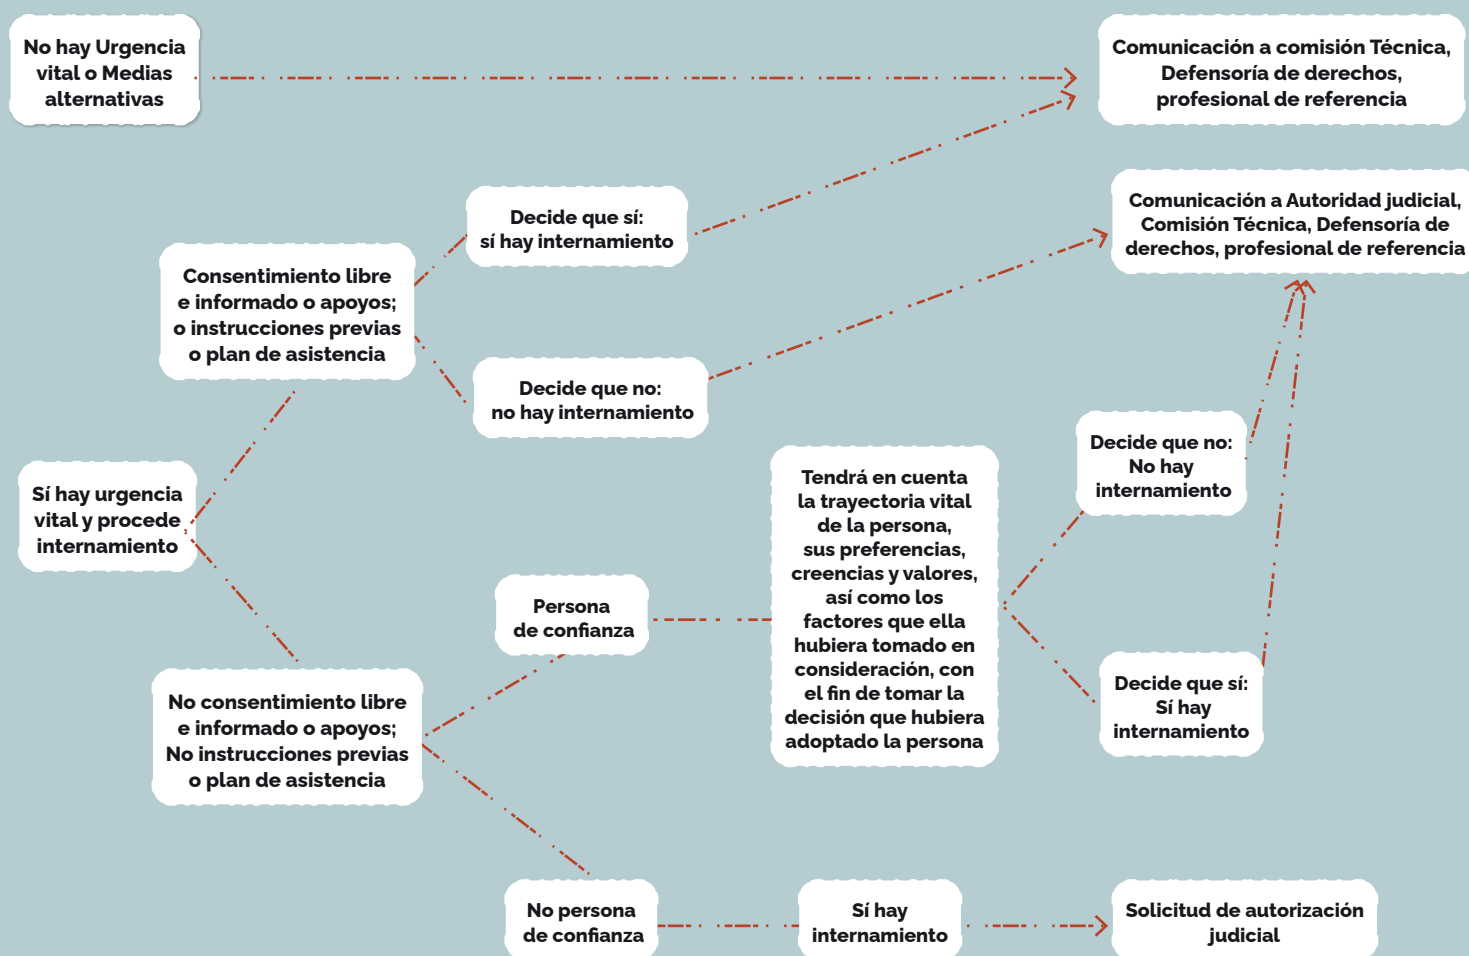 No hay Urgencia
vital o Medias
alternativas
Comunicación a comisión Técnica,
Defensoría de derechos,
profesional de referencia
Comunicación a Autoridad judicial,
Comisión Técnica, Defensoría de
derechos, profesional de referencia
Decide que sí:
sí hay internamiento
Consentimiento libre
e informado o apoyos;
o instrucciones previas
o plan de asistencia
Decide que no:
no hay internamiento
Sí hay urgencia
vital y procede
internamiento
Decide que no:
No hay
internamiento
Tendrá en cuenta
la trayectoria vital
de la persona,
sus preferencias,
creencias y valores,
así como los
factores que ella
hubiera tomado en
consideración, con
el fin de tomar la
decisión que hubiera
adoptado la persona
Persona
de confianza
Decide que sí:
Sí hay
internamiento
No consentimiento libre
e informado o apoyos;
No instrucciones previas
o plan de asistencia
No persona
de confianza
Sí hay
internamiento
Solicitud de autorización
judicial